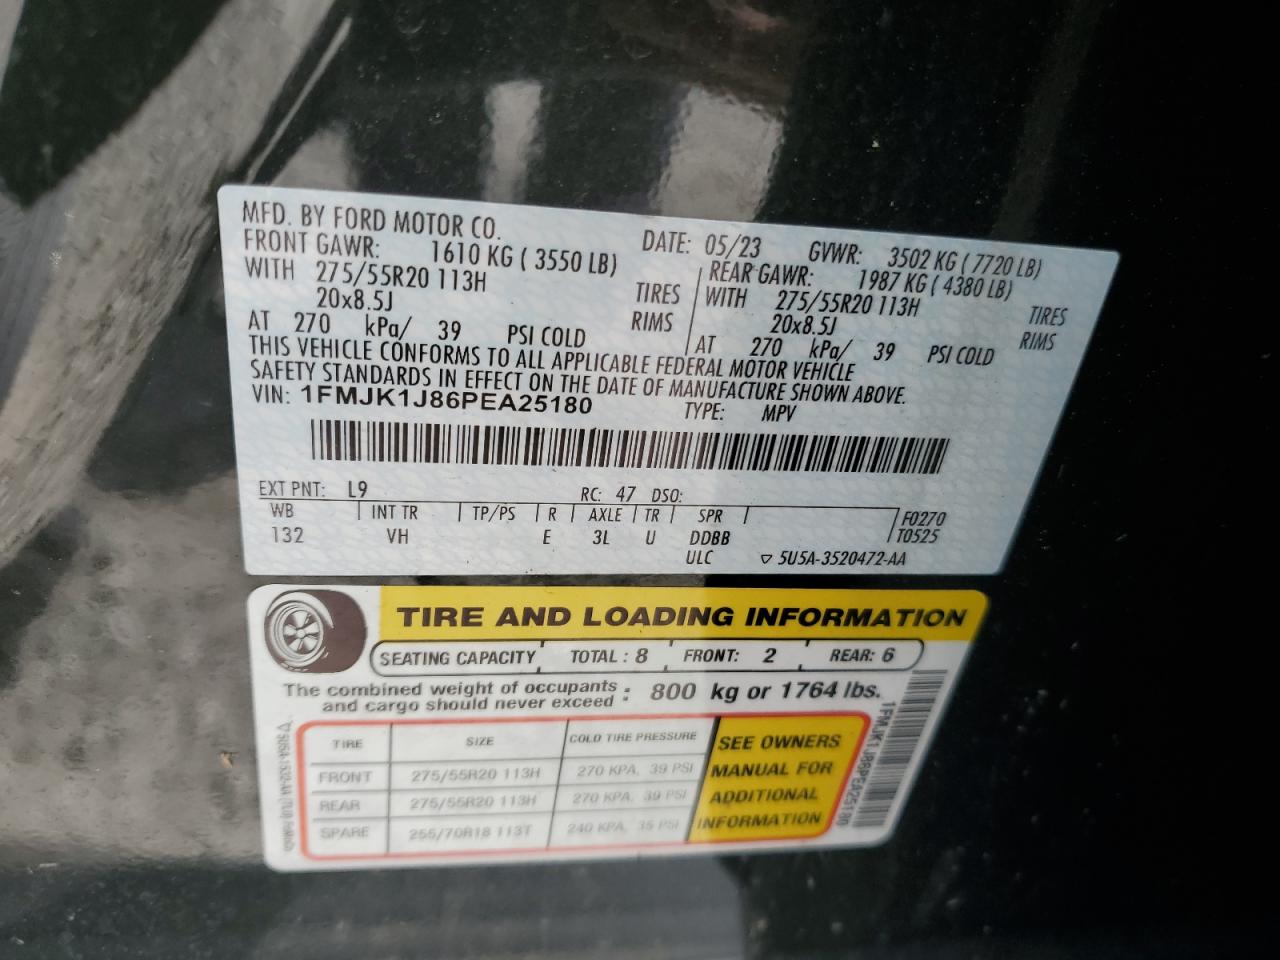 MFD. BY FORD MOTOR CO.
DATE: 05/23 GVWR: 3502 KG ( 7720 LB)
FRONT GAWR: 1610 KG ( 3550 LB)
WITH 275/55R20 113H TIRES
20x8.5J RIMS
AT 270 kPa/ 39 PSI COLD
REAR GAWR: 1987 KG ( 4380 LB)
WITH 275/55R20 113H TIRES
20x8.5J RIMS
AT 270 kPa/ 39 PSI COLD
THIS VEHICLE CONFORMS TO ALL APPLICABLE FEDERAL MOTOR VEHICLE
SAFETY STANDARDS IN EFFECT ON THE DATE OF MANUFACTURE SHOWN ABOVE.
VIN: 1FMJK1J86PEA25180 TYPE: MPV
EXT PNT: L9 RC: 47 DSO:
WB INT TR TP/PS R AXLE TR SPR F0270
132 VH E 3L U DDBB T0525
ULC ▽ 5U5A-3520472-AA
TIRE AND LOADING INFORMATION
SEATING CAPACITY TOTAL : 8 FRONT: 2 REAR: 6
The combined weight of occupants
and cargo should never exceed : 800 kg or 1764 lbs.
TIRE SIZE COLD TIRE PRESSURE
FRONT 275/55R20 113H 270 KPA, 39 PSI
REAR 275/55R20 113H 270 KPA, 39 PSI
SPARE 255/70R18 113T 240 KPA, 35 PSI
SEE OWNERS
MANUAL FOR
ADDITIONAL
INFORMATION
1FMJK1J86PEA25180